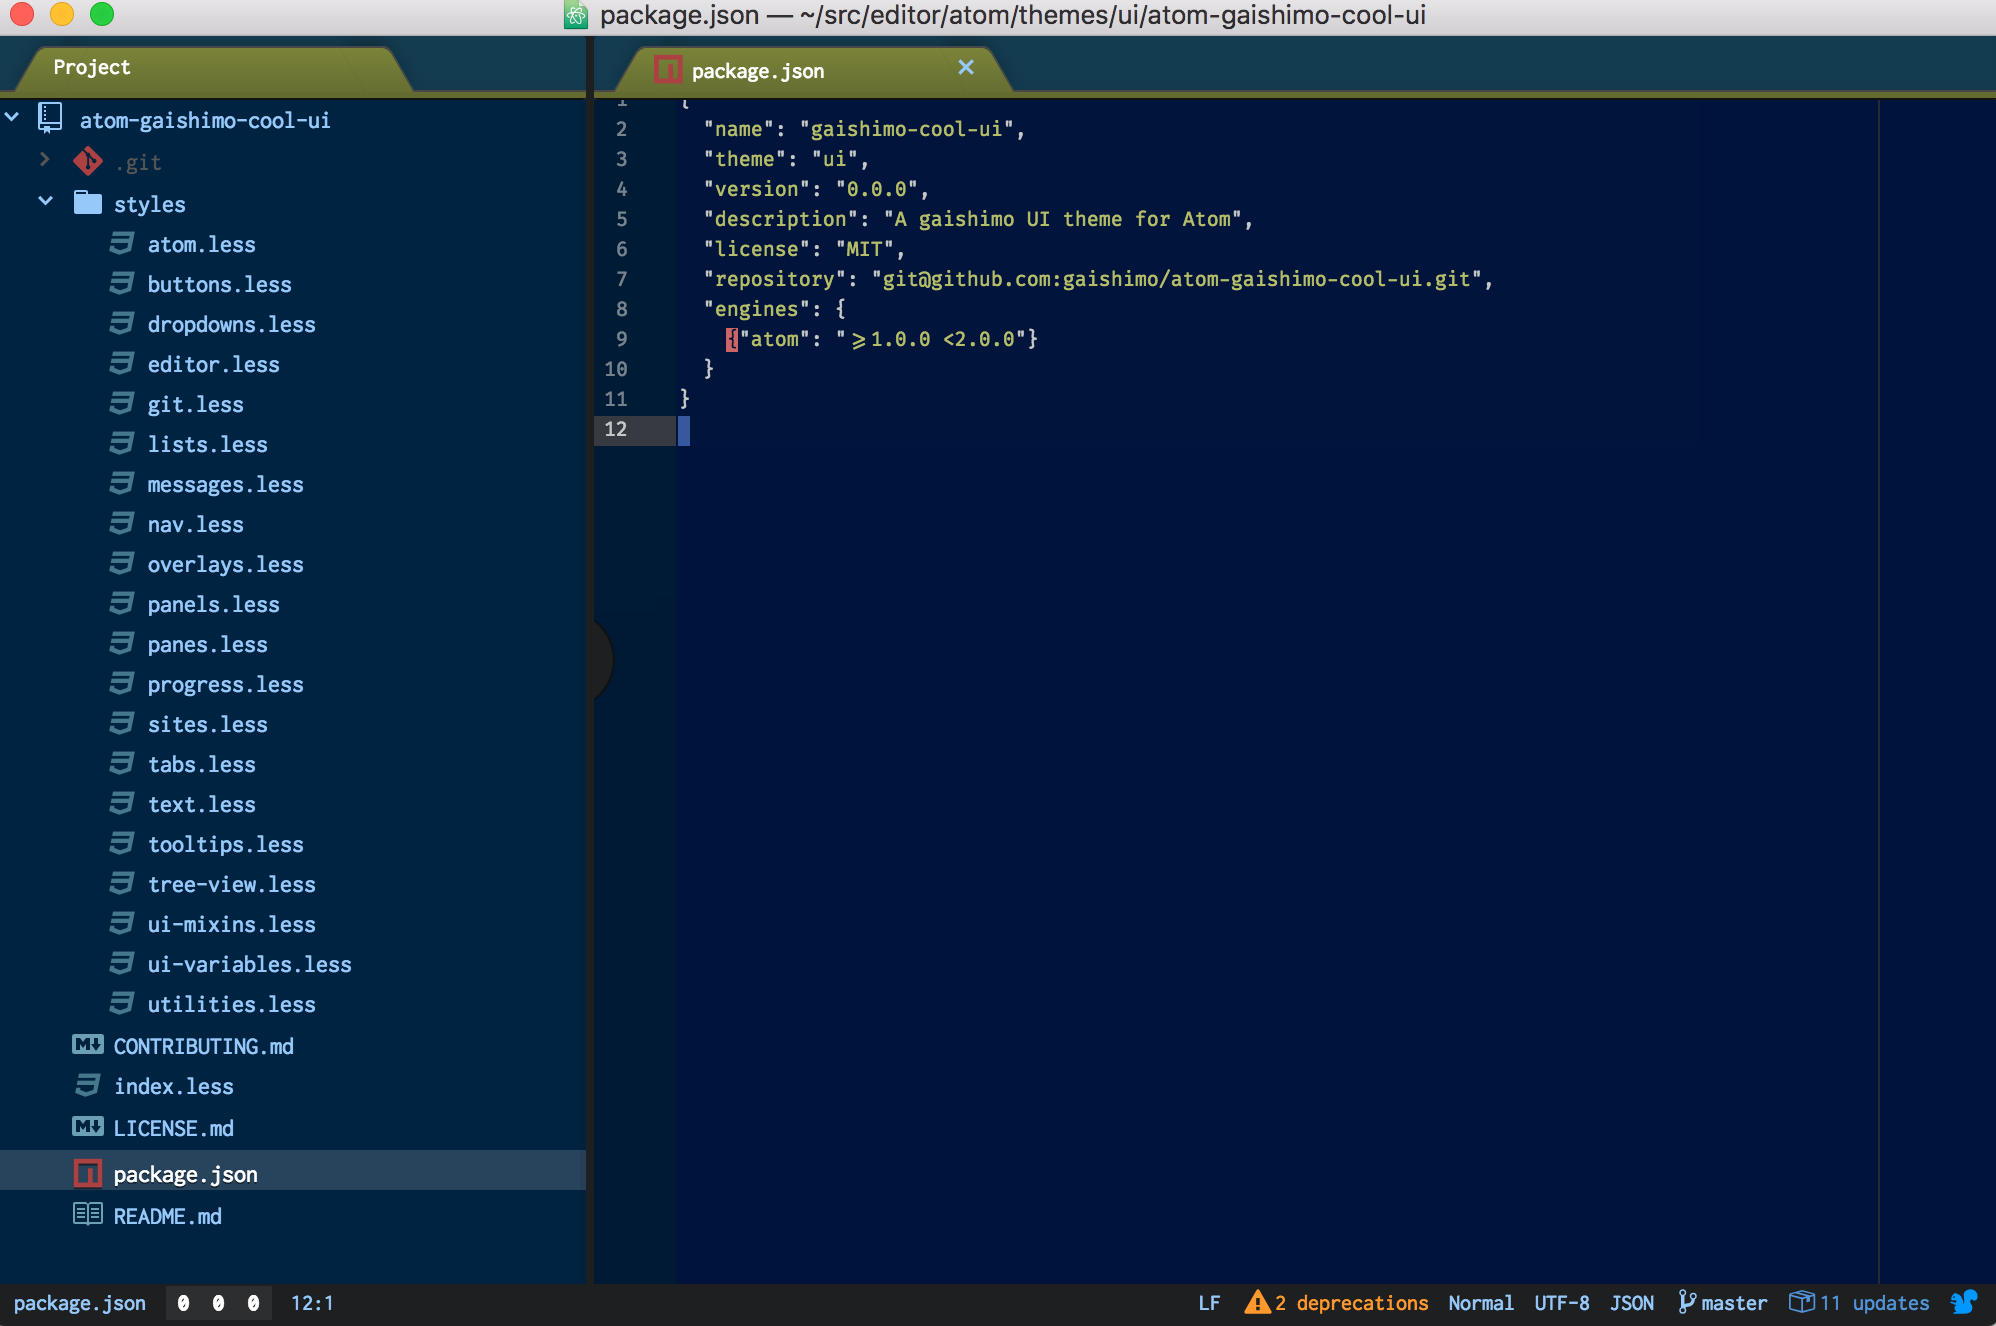 package.json — ~/src/editor/atom/themes/ui/atom-gaishimo-cool-ui
Project
package.json ×
atom-gaishimo-cool-ui
.git
styles
atom.less
buttons.less
dropdowns.less
editor.less
git.less
lists.less
messages.less
nav.less
overlays.less
panels.less
panes.less
progress.less
sites.less
tabs.less
text.less
tooltips.less
tree-view.less
ui-mixins.less
ui-variables.less
utilities.less
M↓ CONTRIBUTING.md
index.less
M↓ LICENSE.md
package.json
README.md
1 {
2 "name": "gaishimo-cool-ui",
3 "theme": "ui",
4 "version": "0.0.0",
5 "description": "A gaishimo UI theme for Atom",
6 "license": "MIT",
7 "repository": "git@github.com:gaishimo/atom-gaishimo-cool-ui.git",
8 "engines": {
9 {"atom": "⩾1.0.0 <2.0.0"}
10 }
11 }
12
package.json 0 0 0 12:1 LF 2 deprecations Normal UTF-8 JSON master 11 updates